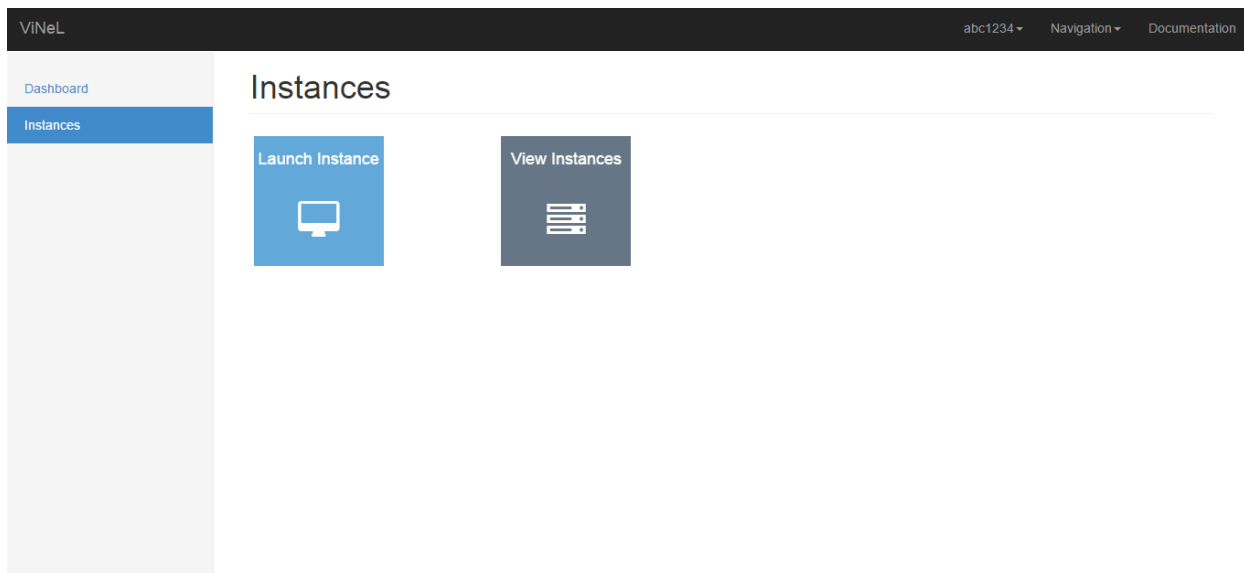 ViNeL abc1234 Navigation Documentation
Dashboard
Instances
Instances
Launch Instance
View Instances